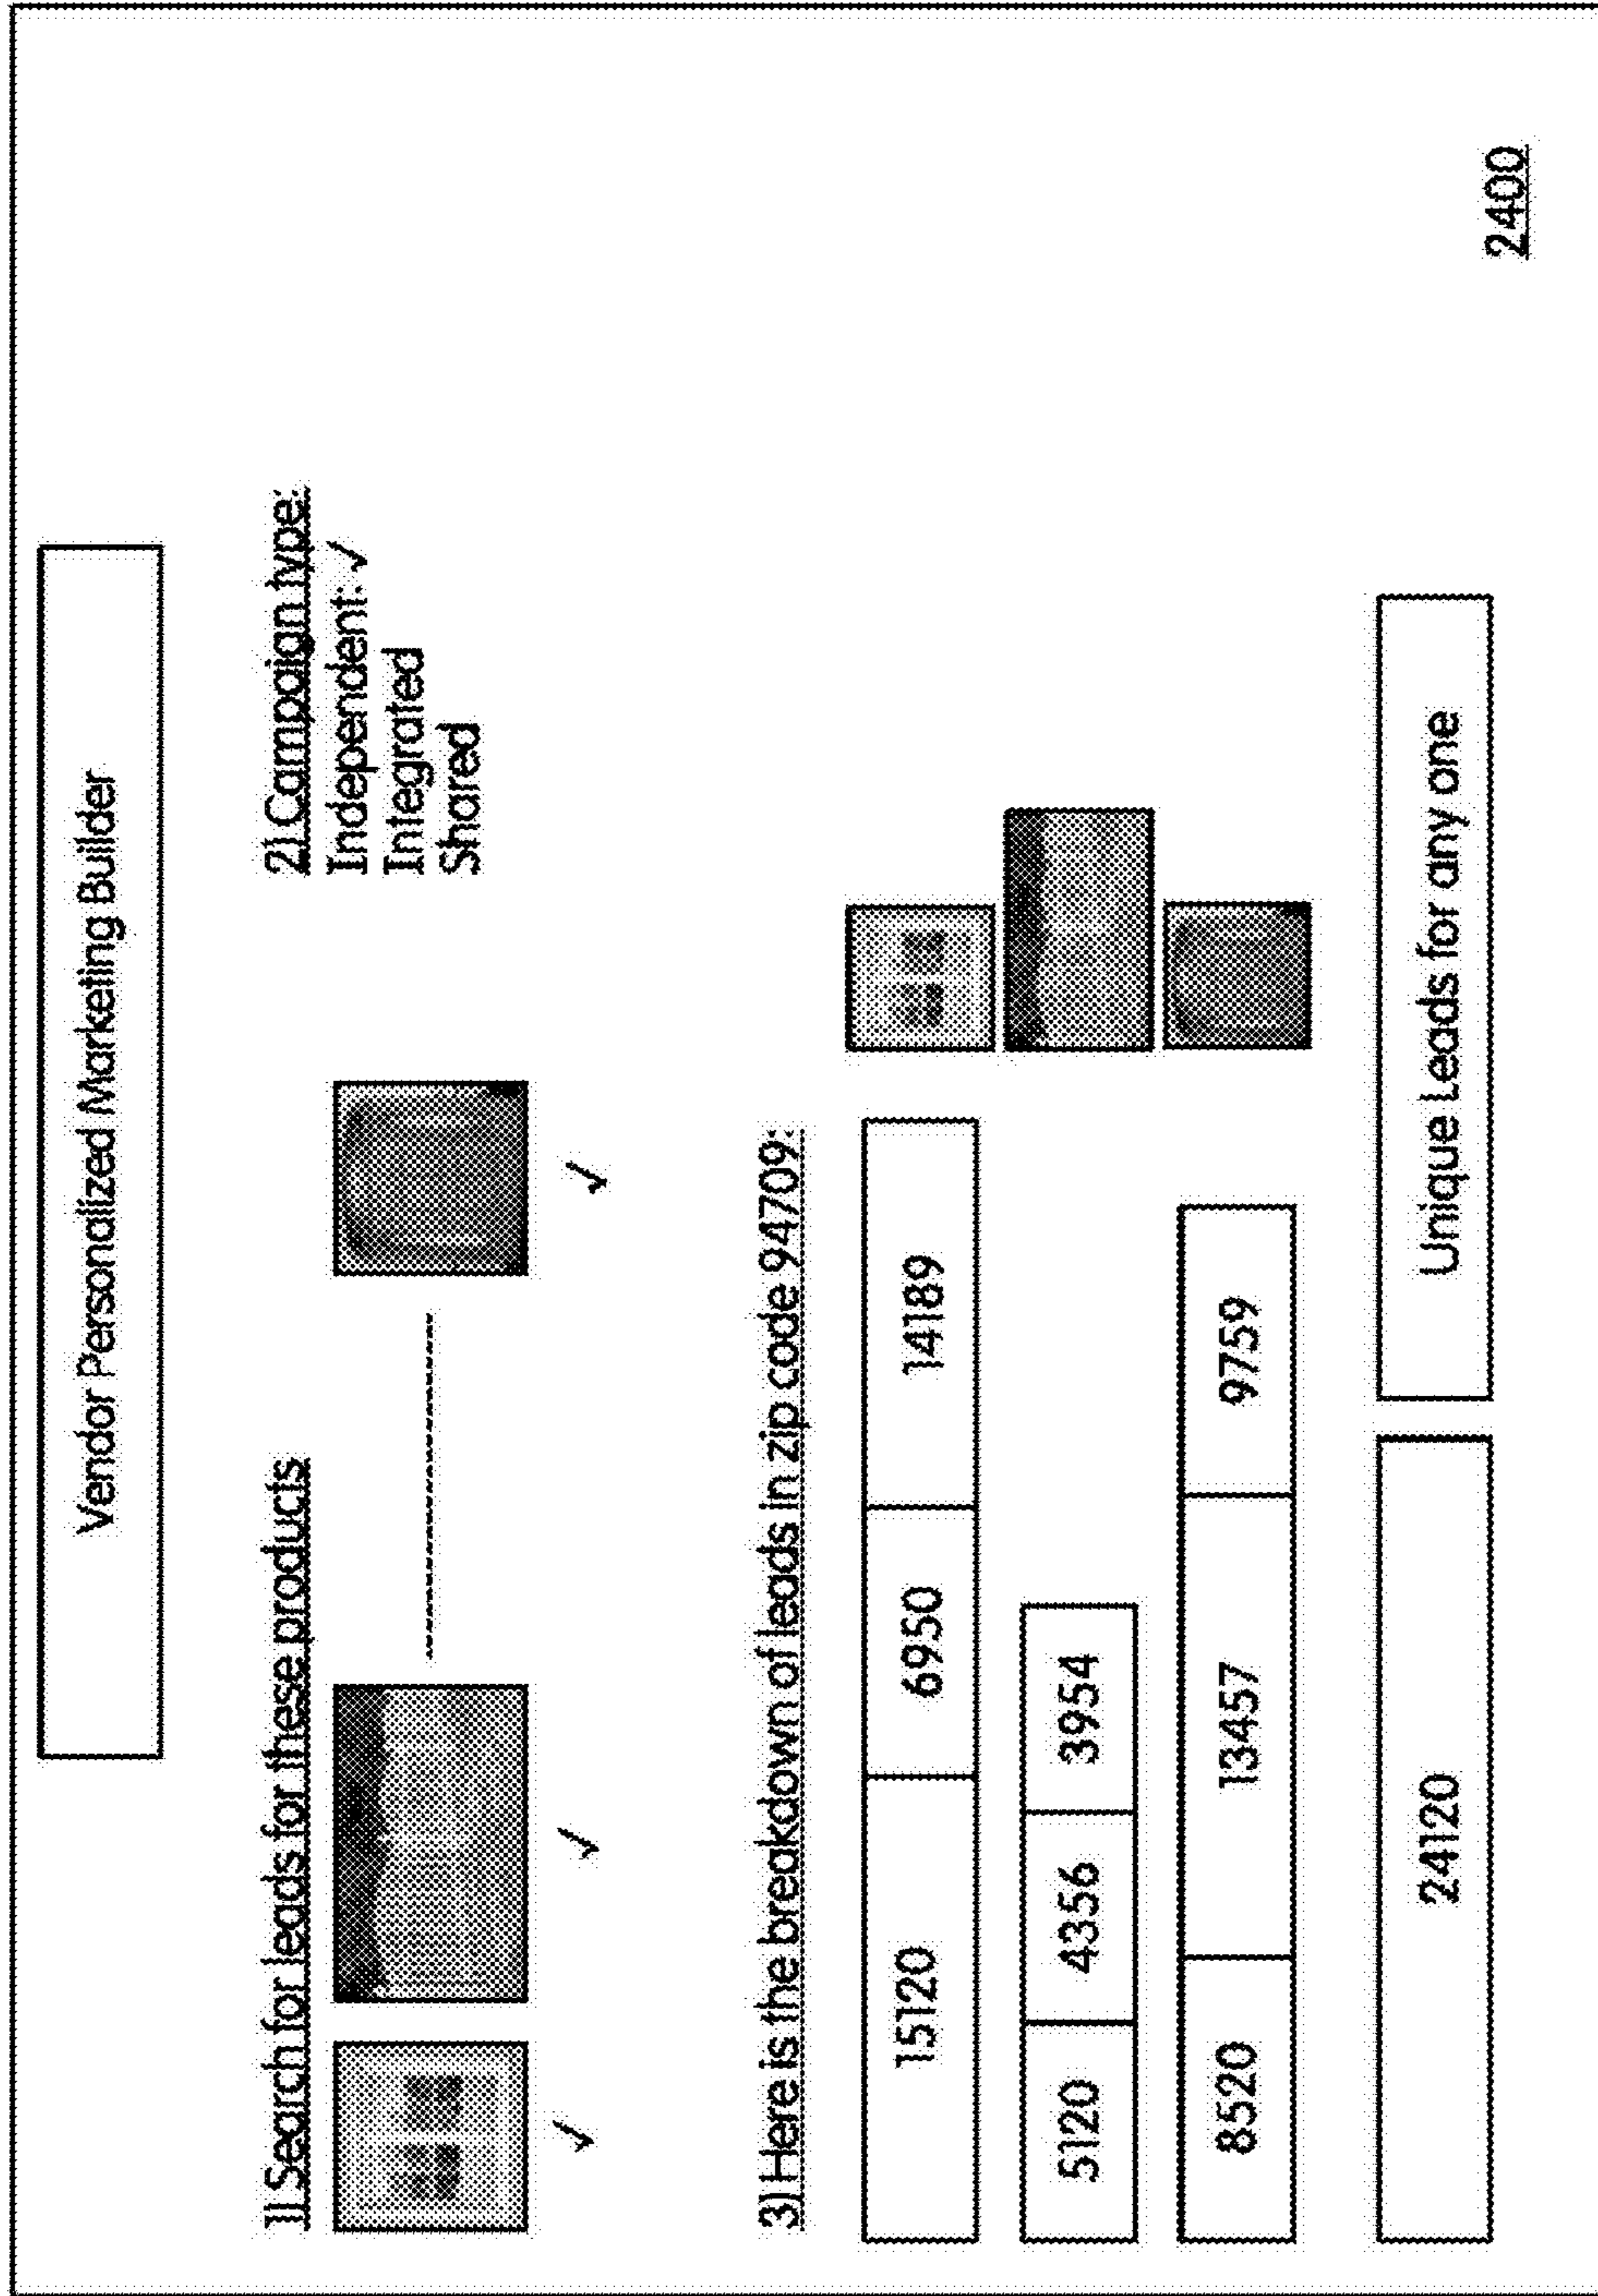 Vendor Personalized Marketing Builder
1) Search for leads for these products
2) Campaign type:
Independent: ✓
Integrated
Shared
3) Here is the breakdown of leads in zip code 94709:
15120 6950 14189
5120 4356 3954
8520 13457 9759
24120 Unique Leads for any one
2400